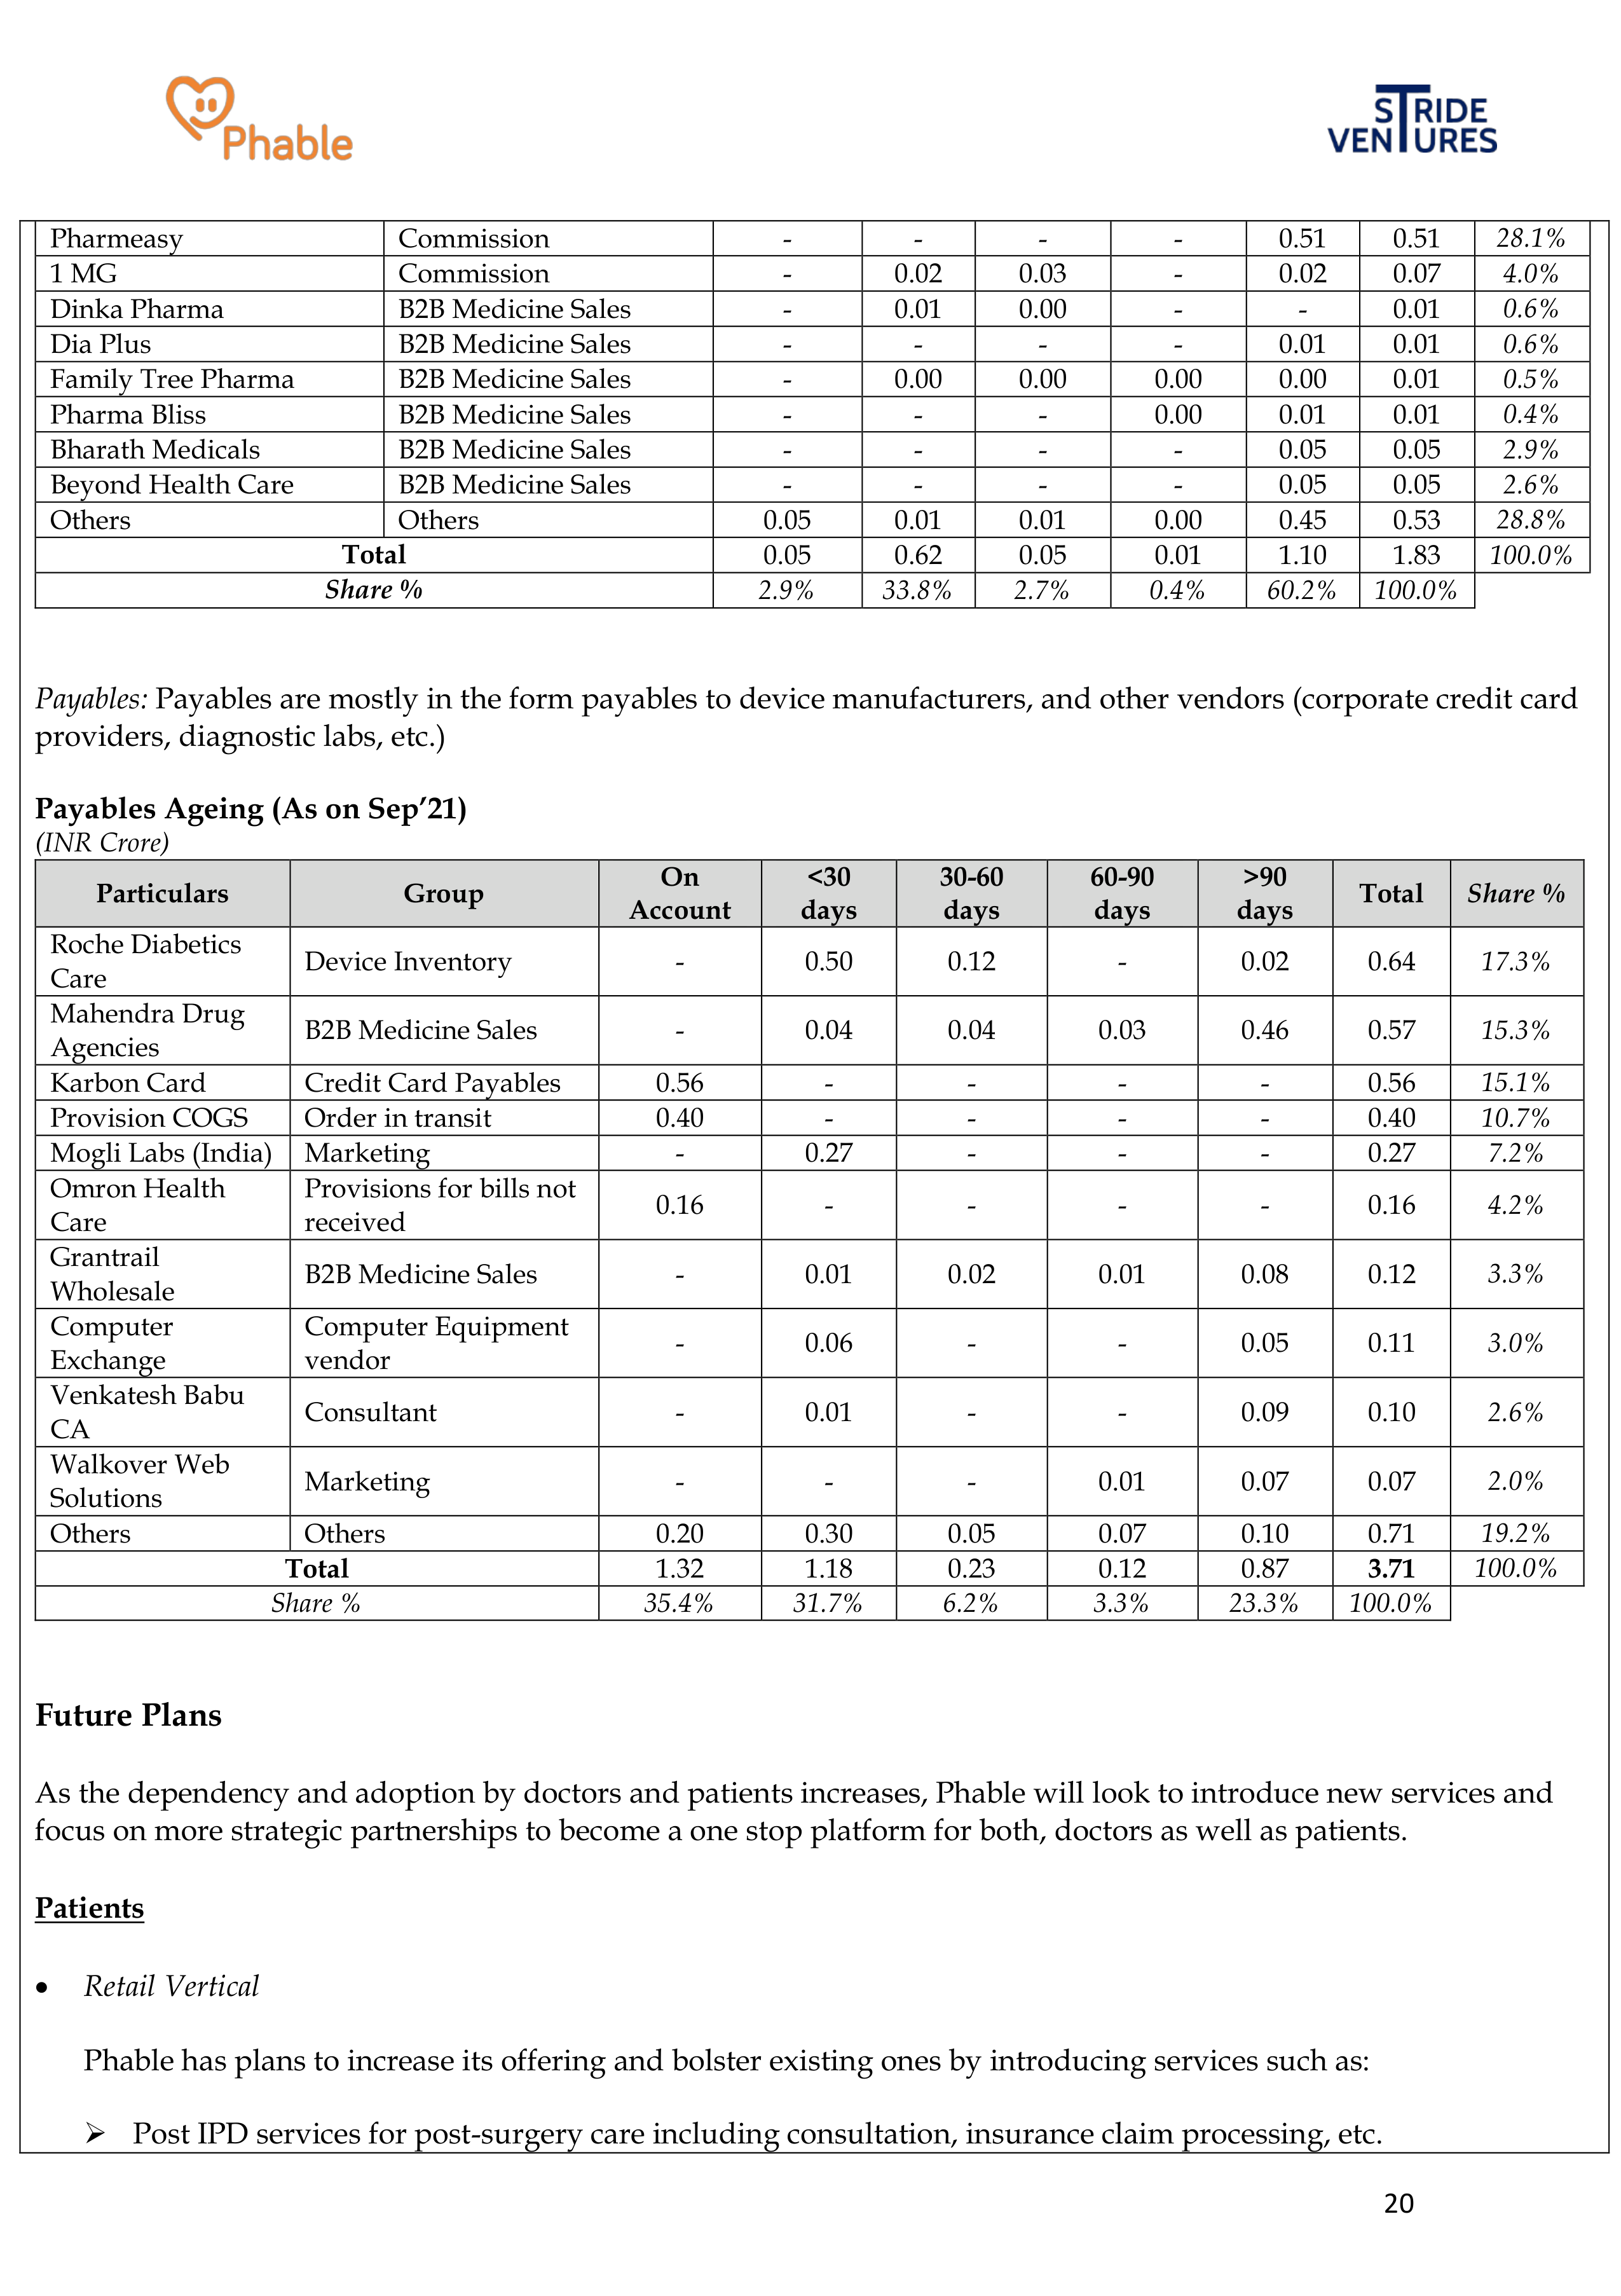 Phable
STRIDE
VENTURES
Pharmeasy Commission - - - - 0.51 0.51 28.1%
1 MG Commission - 0.02 0.03 - 0.02 0.07 4.0%
Dinka Pharma B2B Medicine Sales - 0.01 0.00 - - 0.01 0.6%
Dia Plus B2B Medicine Sales - - - - 0.01 0.01 0.6%
Family Tree Pharma B2B Medicine Sales - 0.00 0.00 0.00 0.00 0.01 0.5%
Pharma Bliss B2B Medicine Sales - - - 0.00 0.01 0.01 0.4%
Bharath Medicals B2B Medicine Sales - - - - 0.05 0.05 2.9%
Beyond Health Care B2B Medicine Sales - - - - 0.05 0.05 2.6%
Others Others 0.05 0.01 0.01 0.00 0.45 0.53 28.8%
Total 0.05 0.62 0.05 0.01 1.10 1.83 100.0%
Share % 2.9% 33.8% 2.7% 0.4% 60.2% 100.0%
Payables: Payables are mostly in the form payables to device manufacturers, and other vendors (corporate credit card
providers, diagnostic labs, etc.)
Payables Ageing (As on Sep’21)
(INR Crore)
Particulars Group On Account <30 days 30-60 days 60-90 days >90 days Total Share %
Roche Diabetics Care Device Inventory - 0.50 0.12 - 0.02 0.64 17.3%
Mahendra Drug Agencies B2B Medicine Sales - 0.04 0.04 0.03 0.46 0.57 15.3%
Karbon Card Credit Card Payables 0.56 - - - - 0.56 15.1%
Provision COGS Order in transit 0.40 - - - - 0.40 10.7%
Mogli Labs (India) Marketing - 0.27 - - - 0.27 7.2%
Omron Health Care Provisions for bills not received 0.16 - - - - 0.16 4.2%
Grantrail Wholesale B2B Medicine Sales - 0.01 0.02 0.01 0.08 0.12 3.3%
Computer Exchange Computer Equipment vendor - 0.06 - - 0.05 0.11 3.0%
Venkatesh Babu CA Consultant - 0.01 - - 0.09 0.10 2.6%
Walkover Web Solutions Marketing - - - 0.01 0.07 0.07 2.0%
Others Others 0.20 0.30 0.05 0.07 0.10 0.71 19.2%
Total 1.32 1.18 0.23 0.12 0.87 3.71 100.0%
Share % 35.4% 31.7% 6.2% 3.3% 23.3% 100.0%
Future Plans
As the dependency and adoption by doctors and patients increases, Phable will look to introduce new services and
focus on more strategic partnerships to become a one stop platform for both, doctors as well as patients.
Patients
• Retail Vertical
Phable has plans to increase its offering and bolster existing ones by introducing services such as:
➢ Post IPD services for post-surgery care including consultation, insurance claim processing, etc.
20